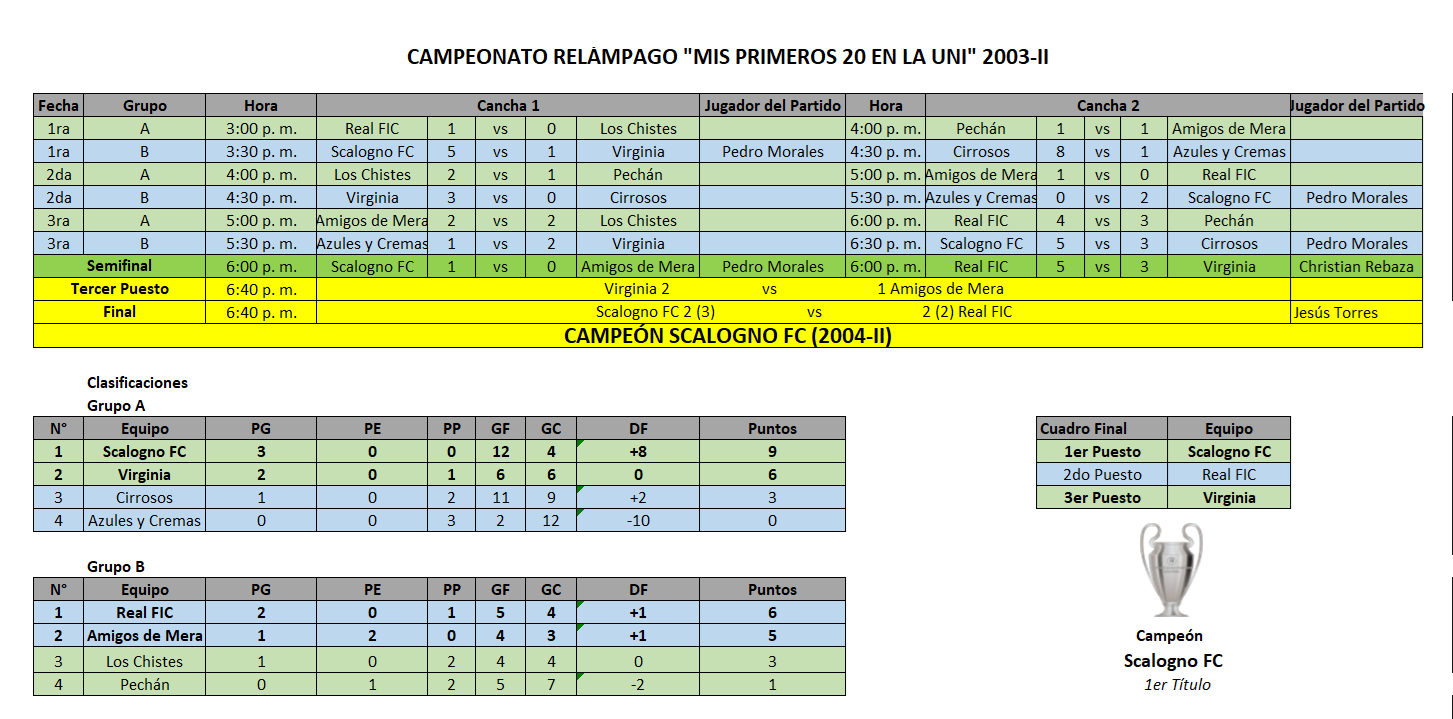 CAMPEONATO RELÁMPAGO "MIS PRIMEROS 20 EN LA UNI" 2003-II
Fecha Grupo Hora Cancha 1 Jugador del Partido Hora Cancha 2 Jugador del Partido
1ra A 3:00 p. m. Real FIC 1 vs 0 Los Chistes 4:00 p. m. Pechán 1 vs 1 Amigos de Mera
1ra B 3:30 p. m. Scalogno FC 5 vs 1 Virginia Pedro Morales 4:30 p. m. Cirrosos 8 vs 1 Azules y Cremas
2da A 4:00 p. m. Los Chistes 2 vs 1 Pechán 5:00 p. m. Amigos de Mera 1 vs 0 Real FIC
2da B 4:30 p. m. Virginia 3 vs 0 Cirrosos 5:30 p. m. Azules y Cremas 0 vs 2 Scalogno FC Pedro Morales
3ra A 5:00 p. m. Amigos de Mera 2 vs 2 Los Chistes 6:00 p. m. Real FIC 4 vs 3 Pechán
3ra B 5:30 p. m. Azules y Cremas 1 vs 2 Virginia 6:30 p. m. Scalogno FC 5 vs 3 Cirrosos Pedro Morales
Semifinal 6:00 p. m. Scalogno FC 1 vs 0 Amigos de Mera Pedro Morales 6:00 p. m. Real FIC 5 vs 3 Virginia Christian Rebaza
Tercer Puesto 6:40 p. m. Virginia 2 vs 1 Amigos de Mera
Final 6:40 p. m. Scalogno FC 2 (3) vs 2 (2) Real FIC Jesús Torres
CAMPEÓN SCALOGNO FC (2004-II)
Clasificaciones
Grupo A
N° Equipo PG PE PP GF GC DF Puntos
1 Scalogno FC 3 0 0 12 4 +8 9
2 Virginia 2 0 1 6 6 0 6
3 Cirrosos 1 0 2 11 9 +2 3
4 Azules y Cremas 0 0 3 2 12 -10 0
Grupo B
N° Equipo PG PE PP GF GC DF Puntos
1 Real FIC 2 0 1 5 4 +1 6
2 Amigos de Mera 1 2 0 4 3 +1 5
3 Los Chistes 1 0 2 4 4 0 3
4 Pechán 0 1 2 5 7 -2 1
Cuadro Final Equipo
1er Puesto Scalogno FC
2do Puesto Real FIC
3er Puesto Virginia
Campeón
Scalogno FC
1er Título